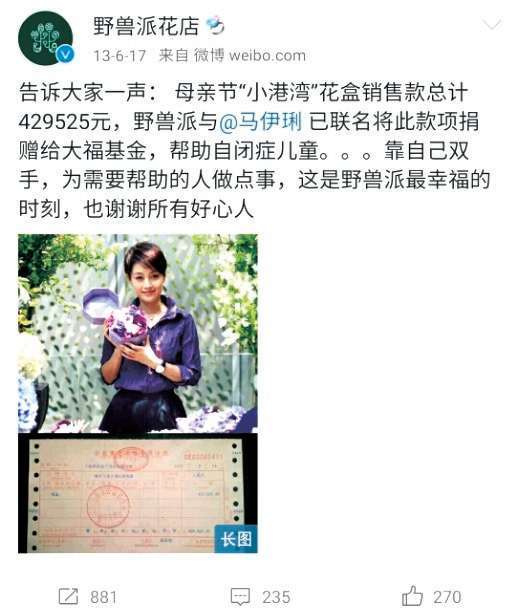 野兽派花店
13-6-17 来自 微博 weibo.com
告诉大家一声： 母亲节“小港湾”花盒销售款总计
429525元，野兽派与@马伊琍 已联名将此款项捐
赠给大福基金，帮助自闭症儿童。。。靠自己双
手，为需要帮助的人做点事，这是野兽派最幸福的
时刻，也谢谢所有好心人
长图
881
235
270